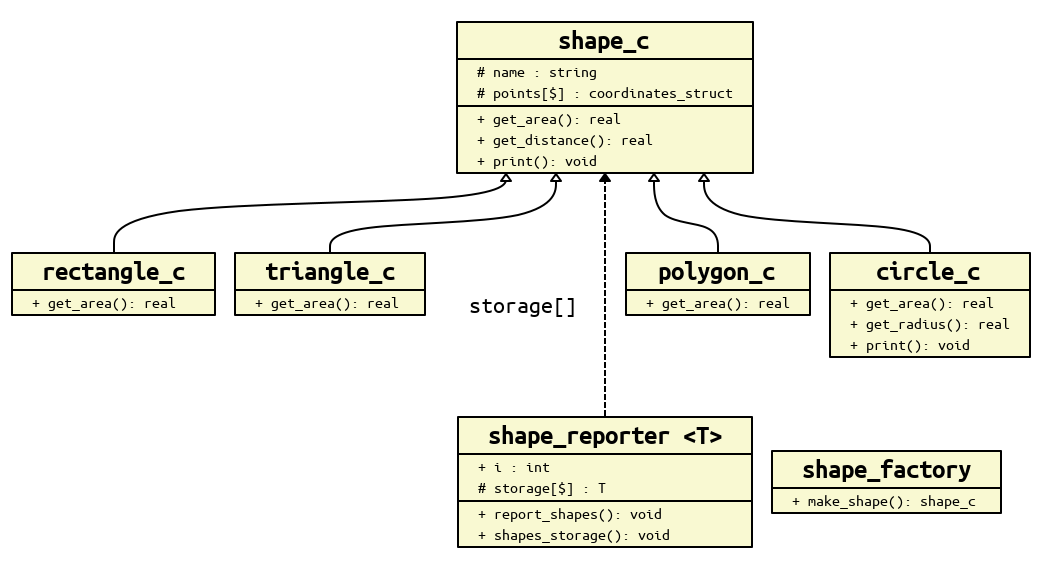 shape_c
# name : string
# points[$] : coordinates_struct
+ get_area(): real
+ get_distance(): real
+ print(): void
rectangle_c
+ get_area(): real
triangle_c
+ get_area(): real
polygon_c
+ get_area(): real
circle_c
+ get_area(): real
+ get_radius(): real
+ print(): void
storage[]
shape_reporter <T>
+ i : int
# storage[$] : T
+ report_shapes(): void
+ shapes_storage(): void
shape_factory
+ make_shape(): shape_c